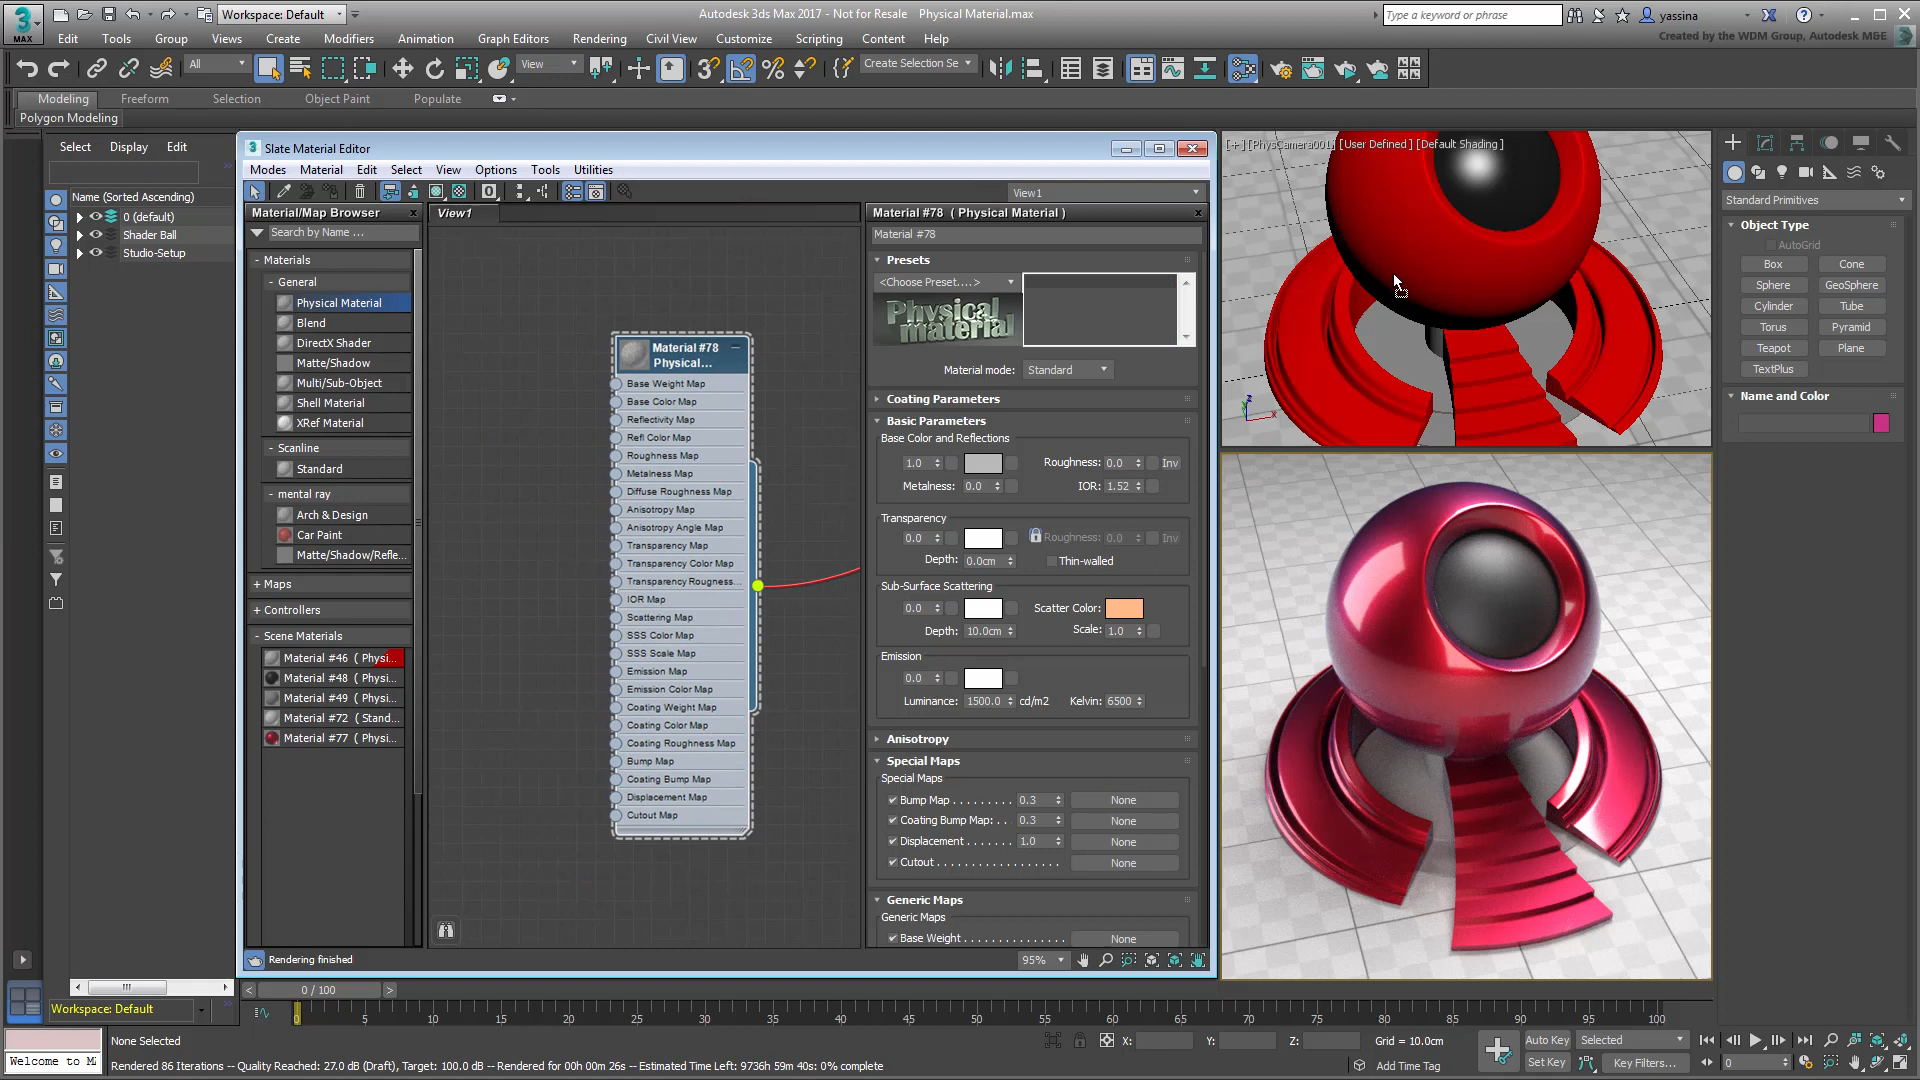 Workspace: Default
Autodesk 3ds Max 2017 - Not for Resale    Physical Material.max
Type a keyword or phrase
yassina
MAX
Edit Tools Group Views Create Modifiers Animation Graph Editors Rendering Civil View Customize Scripting Content Help
Created by the WDM Group, Autodesk M&E
All
View
Create Selection Se
Modeling Freeform Selection Object Paint Populate
Polygon Modeling
Select Display Edit
Name (Sorted Ascending)
0 (default)
Shader Ball
Studio-Setup
Slate Material Editor
Modes Material Edit Select View Options Tools Utilities
View1
Material/Map Browser
Search by Name ...
- Materials
- General
Physical Material
Blend
DirectX Shader
Matte/Shadow
Multi/Sub-Object
Shell Material
XRef Material
- Scanline
Standard
- mental ray
Arch & Design
Car Paint
Matte/Shadow/Refle...
+ Maps
+ Controllers
- Scene Materials
Material #46 ( Physi...
Material #48 ( Physi...
Material #49 ( Physi...
Material #72 ( Stand...
Material #77 ( Physi...
View1
Material #78
Physical...
Base Weight Map
Base Color Map
Reflectivity Map
Refl Color Map
Roughness Map
Metalness Map
Diffuse Roughness Map
Anisotropy Map
Anisotropy Angle Map
Transparency Map
Transparency Color Map
Transparency Rougness...
IOR Map
Scattering Map
SSS Color Map
SSS Scale Map
Emission Map
Emission Color Map
Coating Weight Map
Coating Color Map
Coating Roughness Map
Bump Map
Coating Bump Map
Displacement Map
Cutout Map
Material #78 ( Physical Material )
Material #78
Presets
<Choose Preset....>
Physical material
Material mode: Standard
Coating Parameters
Basic Parameters
Base Color and Reflections
1.0 Roughness: 0.0 Inv
Metalness: 0.0 IOR: 1.52
Transparency
0.0 Roughness: 0.0 Inv
Depth: 0.0cm Thin-walled
Sub-Surface Scattering
0.0 Scatter Color:
Depth: 10.0cm Scale: 1.0
Emission
0.0
Luminance: 1500.0 cd/m2 Kelvin: 6500
Anisotropy
Special Maps
Special Maps
Bump Map . . . . . . . . . 0.3 None
Coating Bump Map: . . . 0.3 None
Displacement . . . . . . . 1.0 None
Cutout . . . . . . . . . . . . . . . . . . None
Generic Maps
Generic Maps
Base Weight . . . . . . . . . . . . . . None
Rendering finished
95%
[+] [PhysCamera001] [User Defined ] [Default Shading ]
z
x
Standard Primitives
Object Type
AutoGrid
Box Cone
Sphere GeoSphere
Cylinder Tube
Torus Pyramid
Teapot Plane
TextPlus
Name and Color
Workspace: Default
< 0 / 100 >
0 5 10 15 20 25 30 35 40 45 50 55 60 65 70 75 80 85 90 95 100
None Selected
X: Y: Z: Grid = 10.0cm
Auto Key Selected
Welcome to M
Rendered 86 Iterations -- Quality Reached: 27.0 dB (Draft), Target: 100.0 dB -- Rendered for 00h 00m 26s -- Estimated Time Left: 9736h 59m 40s: 0% complete
Add Time Tag
Set Key Key Filters...
0